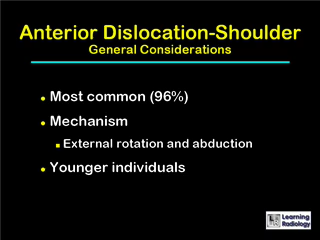 Anterior Dislocation-Shoulder
General Considerations
Most common (96%)
Mechanism
External rotation and abduction
Younger individuals
Learning
Radiology